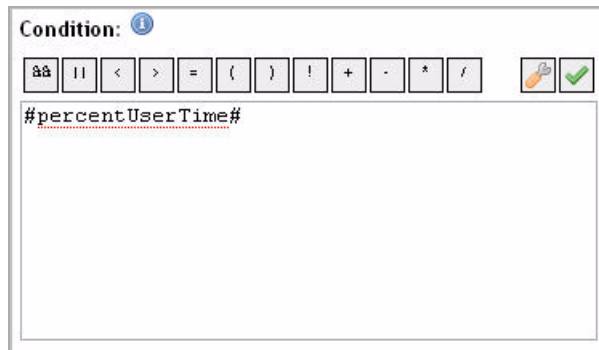 Condition:
&& || < > = ( ) ! + - * /
#percentUserTime#